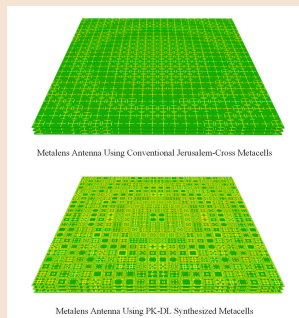 Metalens Antenna Using Conventional Jerusalem-Cross Metacells
Metalens Antenna Using PK-DL Synthesized Metacells